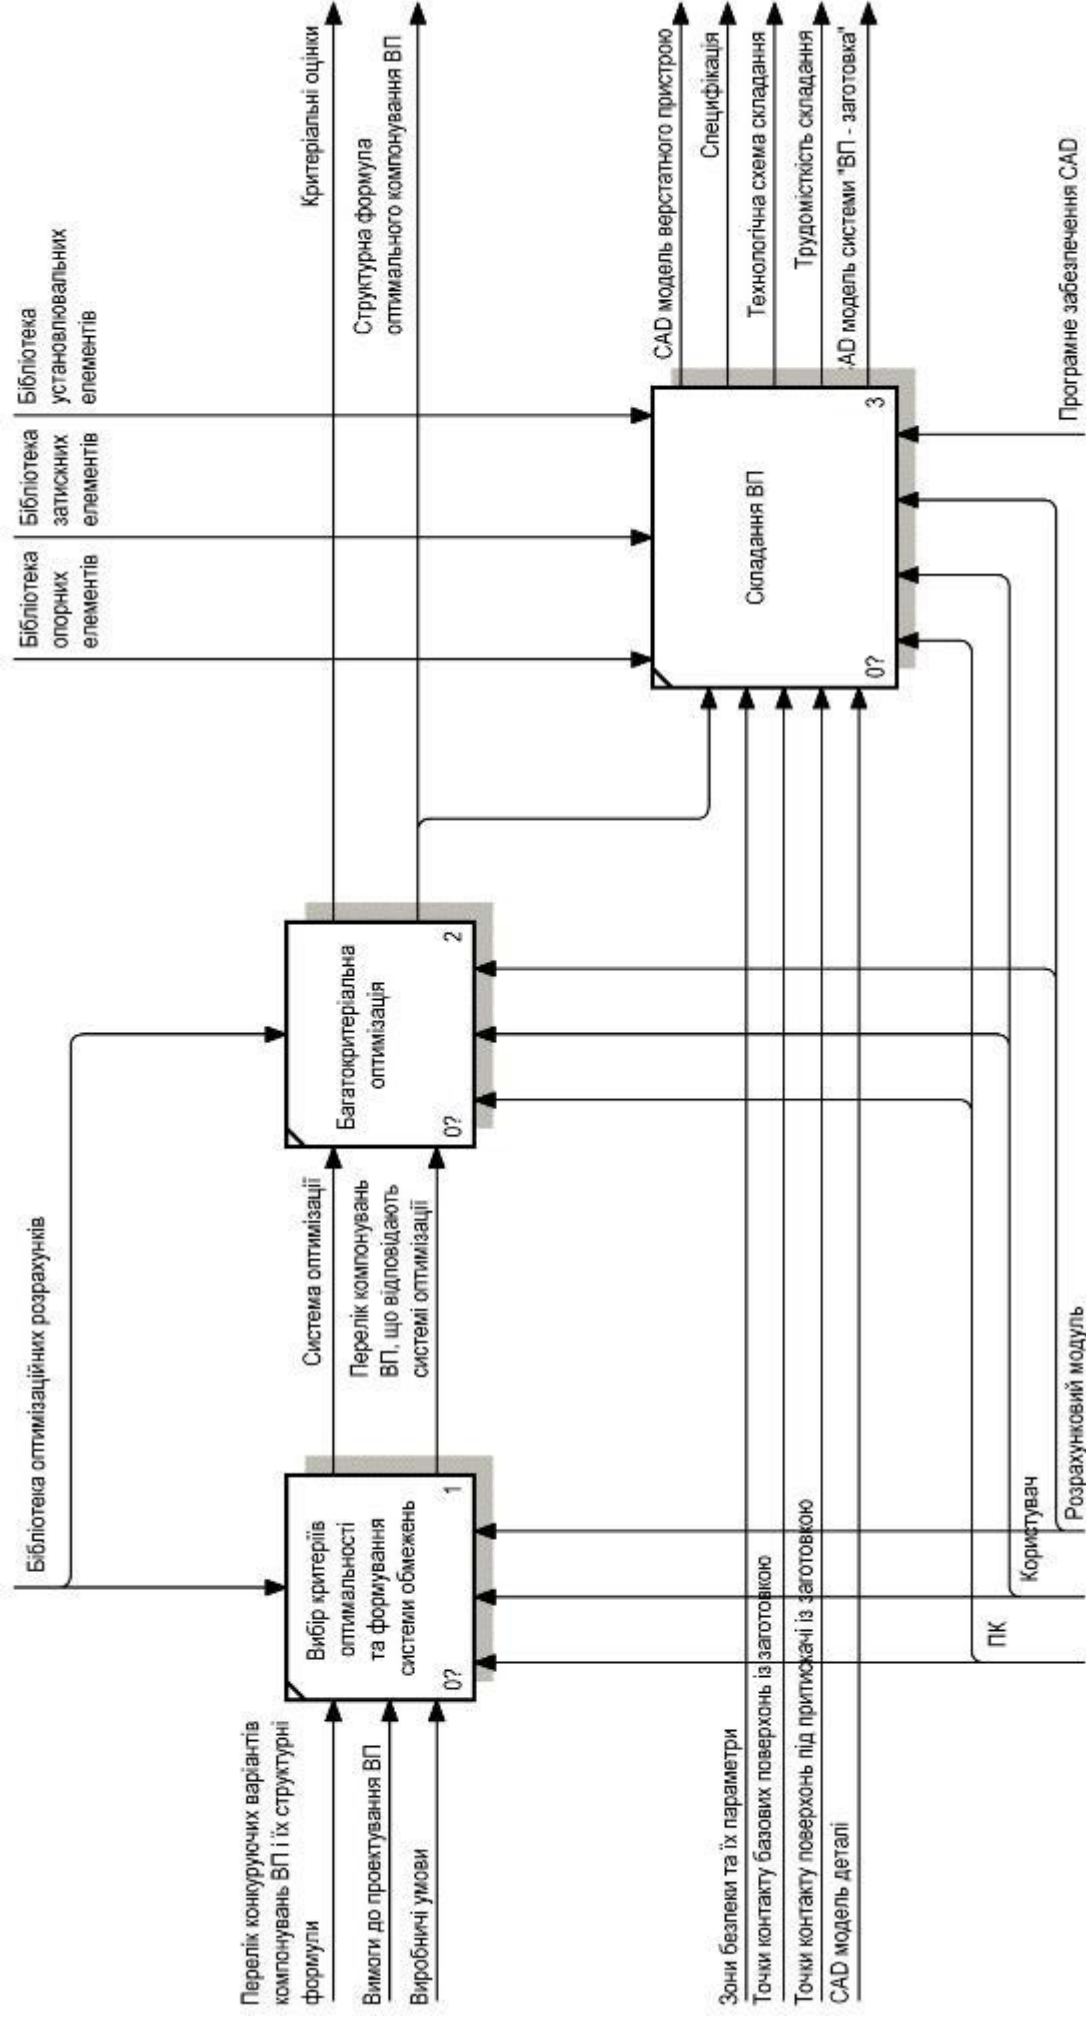 Бібліотека оптимізаційних розрахунків
Бібліотека
опорних
елементів
Бібліотека
затискних
елементів
Бібліотека
установлювальних
елементів
Перелік конкуруючих варіантів
компонувань ВП і їх структурні
формули
Вимоги до проектування ВП
Виробничі умови
Вибір критеріїв
оптимальності
та формування
системи обмежень
0?
1
Система оптимізації
Перелік компонувань
ВП, що відповідають
системі оптимізації
Багатокритеріальна
оптимізація
0?
2
Критеріальні оцінки
Структурна формула
оптимального компонування ВП
Зони безпеки та їх параметри
Точки контакту базових поверхонь із заготовкою
Точки контакту поверхонь під притискачі із заготовкою
CAD модель деталі
Складання ВП
0?
3
CAD модель верстатного пристрою
Специфікація
Технологічна схема складання
Трудомісткість складання
AD модель системи "ВП - заготовка"
ПК
Користувач
Розрахунковий модуль
Програмне забезпечення CAD